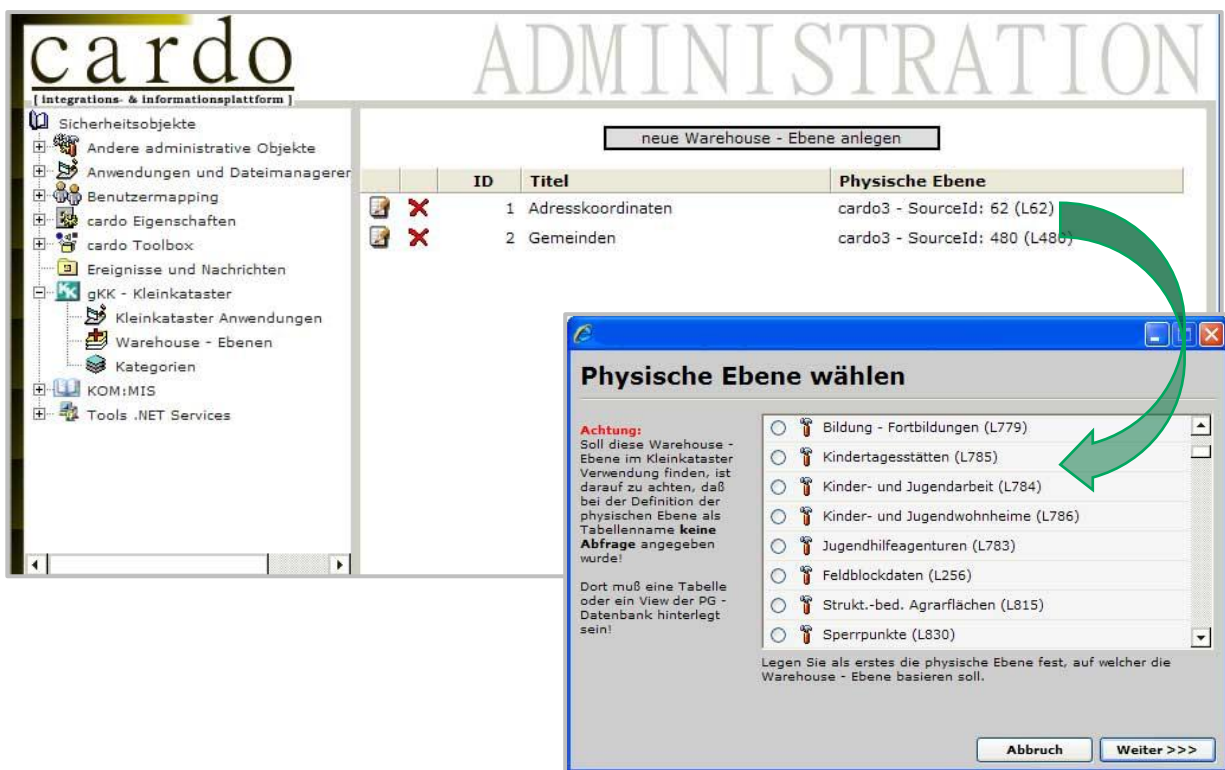 cardo
[ integrations- & informationsplattform ]
ADMINISTRATION
Sicherheitsobjekte
Andere administrative Objekte
Anwendungen und Dateimanagerer
Benutzermapping
cardo Eigenschaften
cardo Toolbox
Ereignisse und Nachrichten
gKK - Kleinkataster
Kleinkataster Anwendungen
Warehouse - Ebenen
Kategorien
KOM:MIS
Tools .NET Services
neue Warehouse - Ebene anlegen
ID Titel Physische Ebene
1 Adresskoordinaten cardo3 - SourceId: 62 (L62)
2 Gemeinden cardo3 - SourceId: 480 (L480)
Physische Ebene wählen
Achtung:
Soll diese Warehouse -
Ebene im Kleinkataster
Verwendung finden, ist
darauf zu achten, daß
bei der Definition der
physischen Ebene als
Tabellenname keine
Abfrage angegeben
wurde!
Dort muß eine Tabelle
oder ein View der PG -
Datenbank hinterlegt
sein!
Bildung - Fortbildungen (L779)
Kindertagesstätten (L785)
Kinder- und Jugendarbeit (L784)
Kinder- und Jugendwohnheime (L786)
Jugendhilfeagenturen (L783)
Feldblockdaten (L256)
Strukt.-bed. Agrarflächen (L815)
Sperrpunkte (L830)
Legen Sie als erstes die physische Ebene fest, auf welcher die
Warehouse - Ebene basieren soll.
Abbruch
Weiter >>>